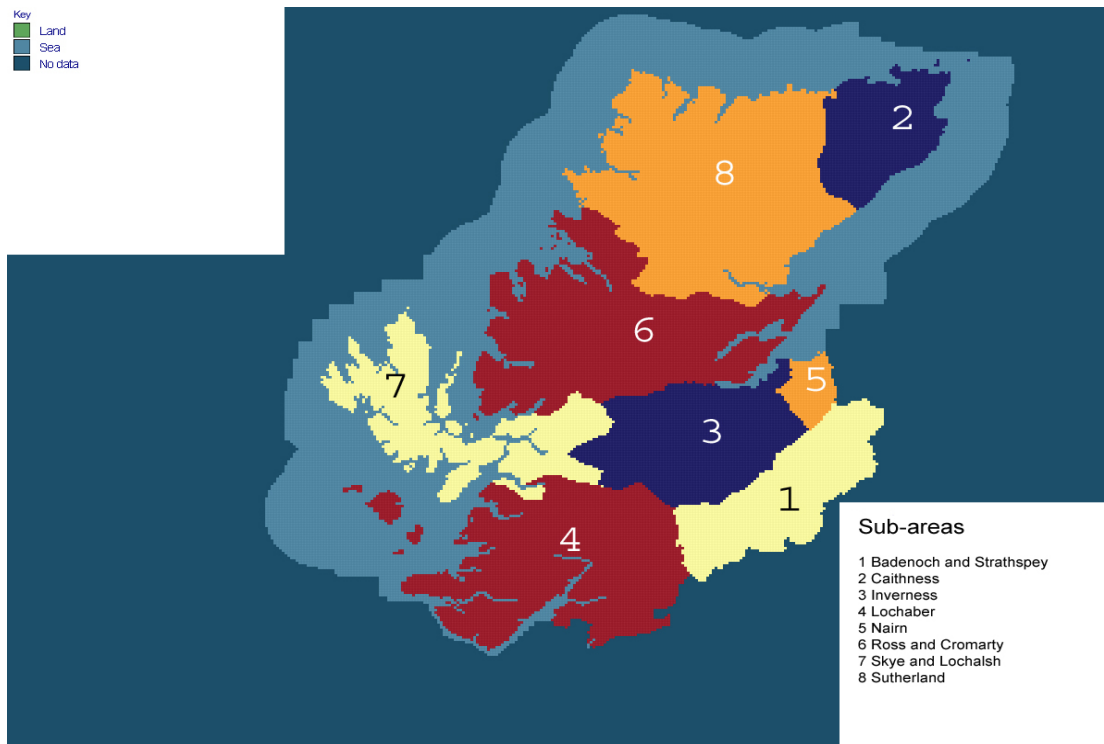 Key
Land
Sea
No data
2
8
6
7
5
3
1
4
Sub-areas
1 Badenoch and Strathspey
2 Caithness
3 Inverness
4 Lochaber
5 Nairn
6 Ross and Cromarty
7 Skye and Lochalsh
8 Sutherland